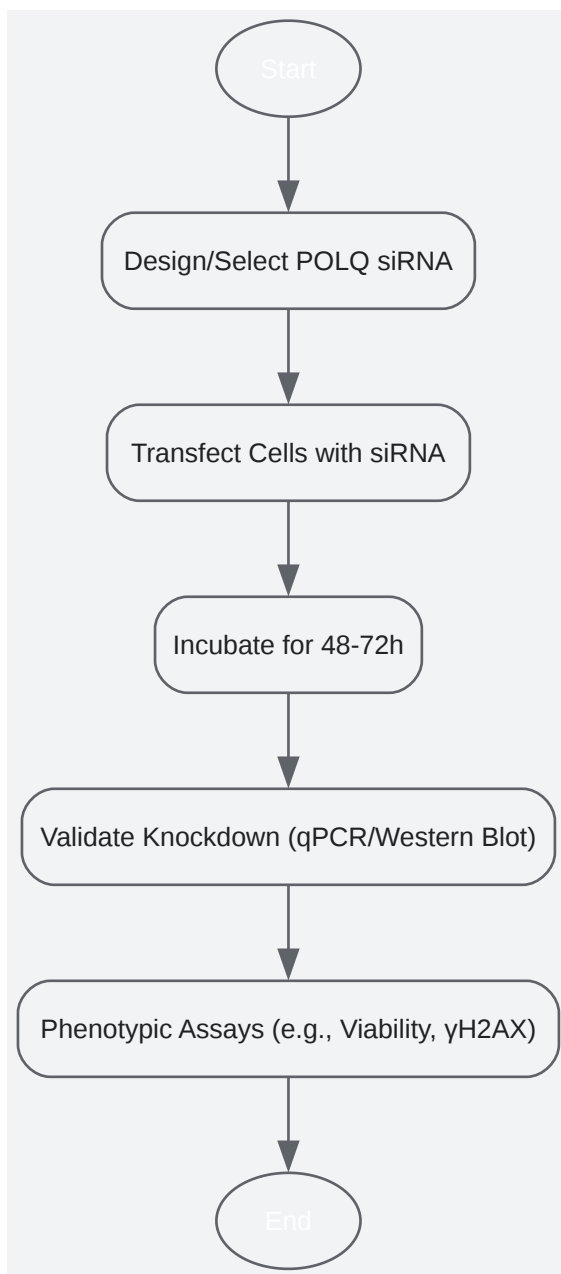 Start
Design/Select POLQ siRNA
Transfect Cells with siRNA
Incubate for 48-72h
Validate Knockdown (qPCR/Western Blot)
Phenotypic Assays (e.g., Viability, γH2AX)
End